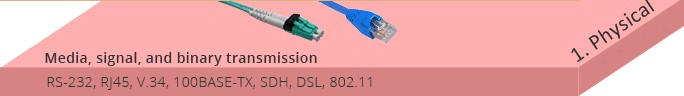 Media, signal, and binary transmission
RS-232, RJ45, V.34, 100BASE-TX, SDH, DSL, 802.11
1. Physical